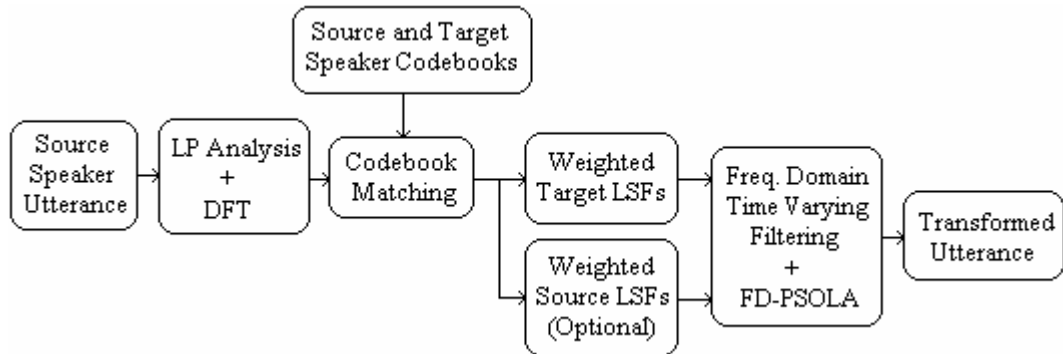 Source and Target
Speaker Codebooks
Source
Speaker
Utterance
LP Analysis
+
DFT
Codebook
Matching
Weighted
Target LSFs
Weighted
Source LSFs
(Optional)
Freq. Domain
Time Varying
Filtering
+
FD-PSOLA
Transformed
Utterance